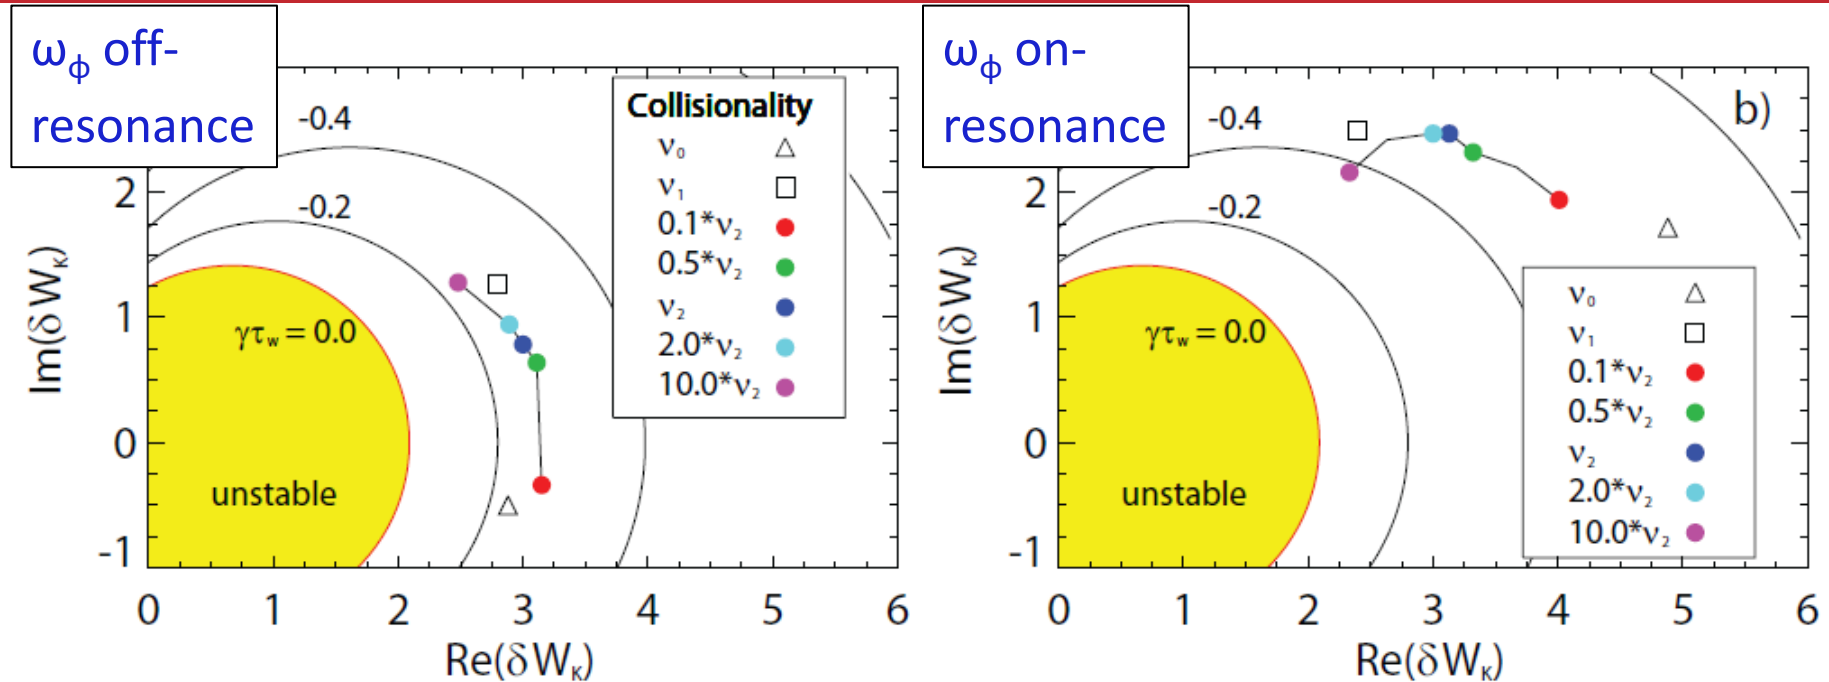 ωϕ off-
resonance
-0.4
-0.2
γτw = 0.0
unstable
Collisionality
ν0
ν1
0.1*ν2
0.5*ν2
ν2
2.0*ν2
10.0*ν2
2
1
0
-1
0 1 2 3 4 5 6
Im(δWK)
Re(δWK)
ωϕ on-
resonance
b)
-0.4
-0.2
γτw = 0.0
unstable
ν0
ν1
0.1*ν2
0.5*ν2
ν2
2.0*ν2
10.0*ν2
2
1
0
-1
0 1 2 3 4 5 6
Im(δWK)
Re(δWK)